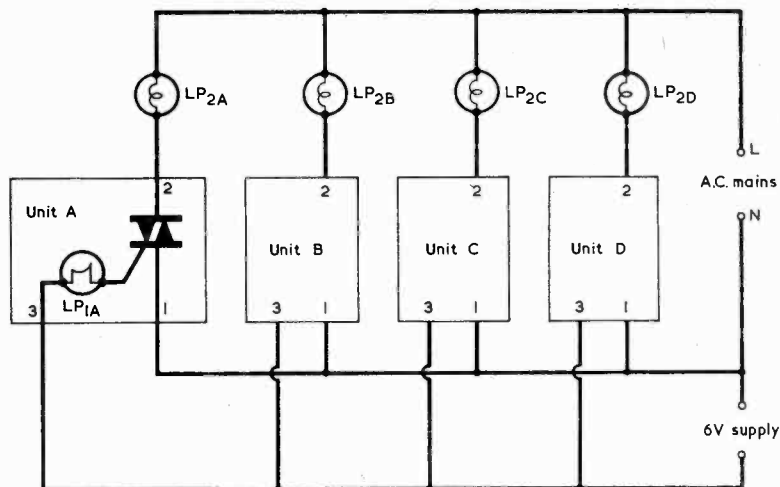 LP2A
LP2B
LP2C
LP2D
L
A.C. mains
N
2
Unit A
LP1A
3
1
2
Unit B
3
1
2
Unit C
3
1
2
Unit D
3
1
6V supply